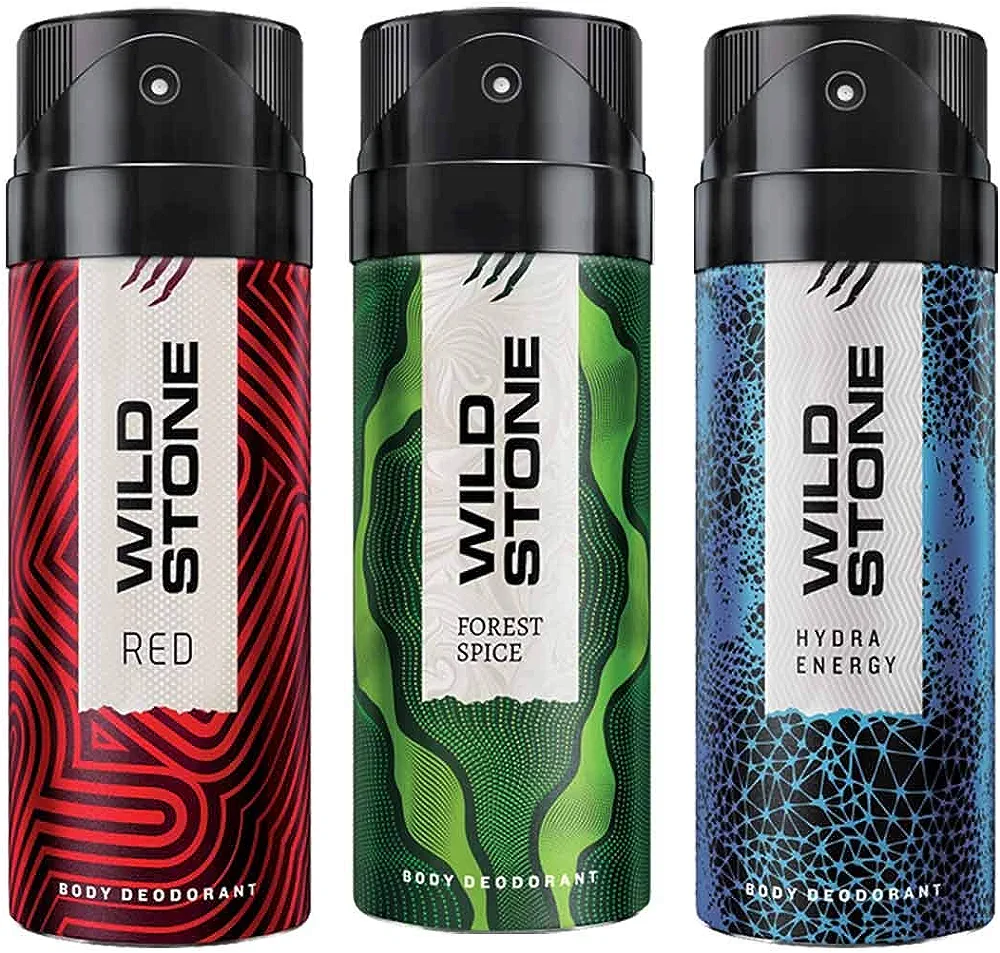 WILD
STONE
RED
BODY DEODORANT
WILD
STONE
FOREST
SPICE
BODY DEODORANT
WILD
STONE
HYDRA
ENERGY
BODY DEODORANT